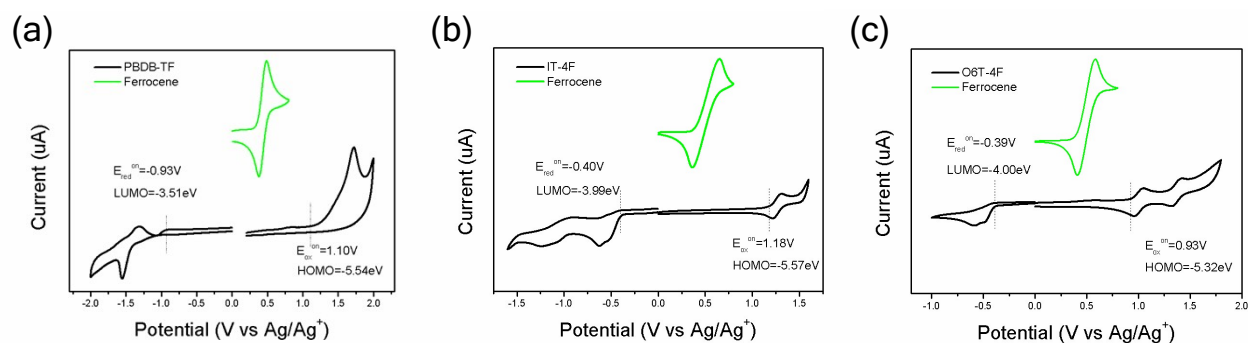 (a)
PBDB-TF
Ferrocene
E_red^on=-0.93V
LUMO=-3.51eV
E_ox^on=1.10V
HOMO=-5.54eV
Current (uA)
-2.0 -1.5 -1.0 -0.5 0.0 0.5 1.0 1.5 2.0
Potential (V vs Ag/Ag⁺)
(b)
IT-4F
Ferrocene
E_red^on=-0.40V
LUMO=-3.99eV
E_ox^on=1.18V
HOMO=-5.57eV
Current (uA)
-1.5 -1.0 -0.5 0.0 0.5 1.0 1.5
Potential (V vs Ag/Ag⁺)
(c)
O6T-4F
Ferrocene
E_red^on=-0.39V
LUMO=-4.00eV
E_ox^on=0.93V
HOMO=-5.32eV
Current (uA)
-1.0 -0.5 0.0 0.5 1.0 1.5
Potential (V vs Ag/Ag⁺)